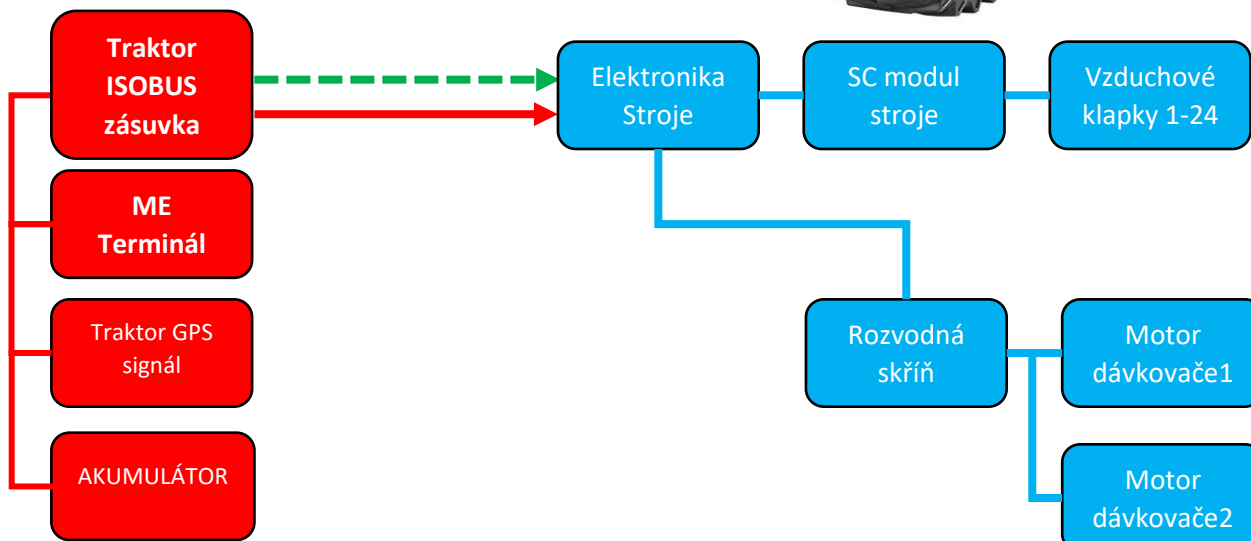 Traktor
ISOBUS
zásuvka
Elektronika
Stroje
SC modul
stroje
Vzduchové
klapky 1-24
ME
Terminál
Traktor GPS
signál
Rozvodná
skříň
Motor
dávkovače1
AKUMULÁTOR
Motor
dávkovače2